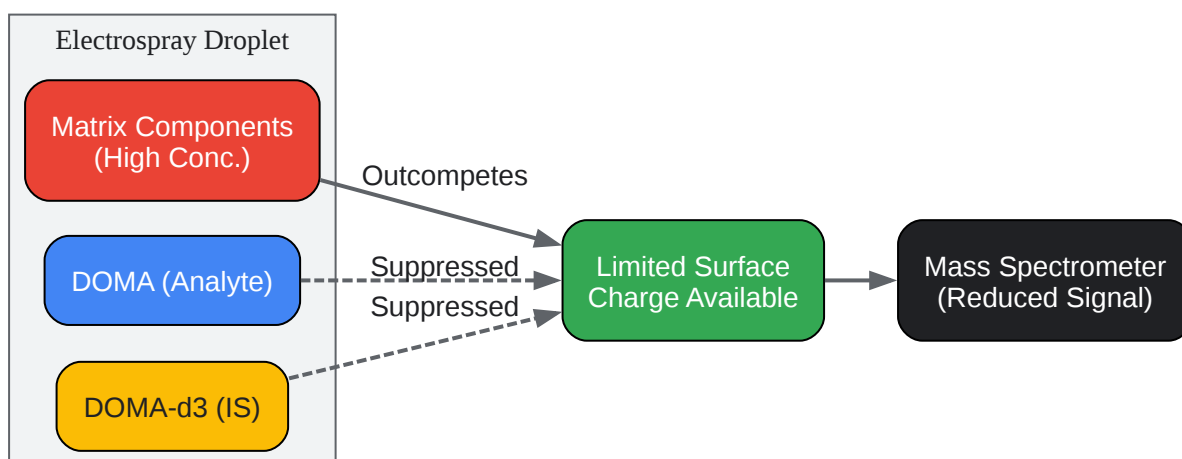 Electrospray Droplet
Matrix Components
(High Conc.)
Outcompetes
DOMA (Analyte)
Suppressed
Suppressed
DOMA-d3 (IS)
Limited Surface
Charge Available
Mass Spectrometer
(Reduced Signal)